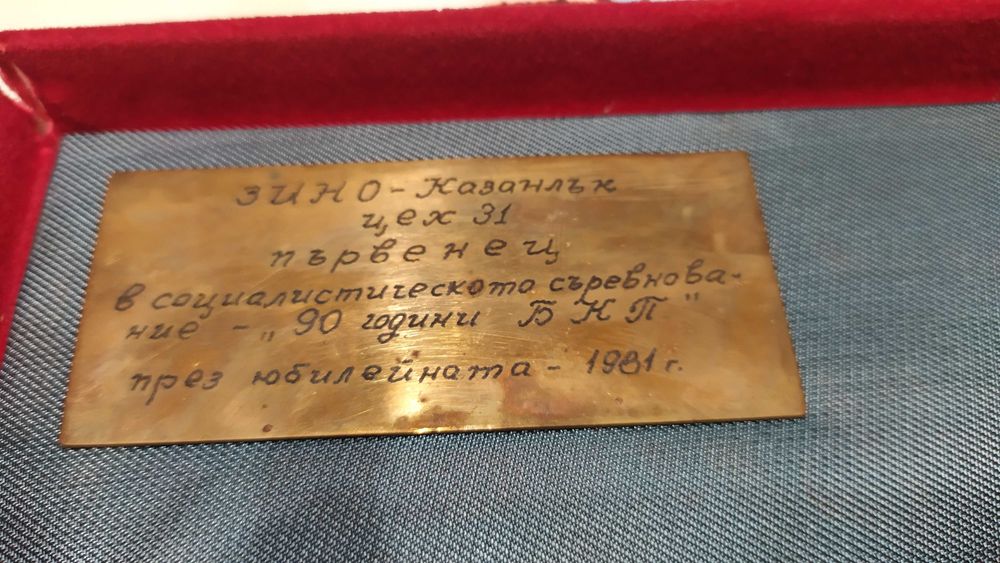 ЗИНО - Казанлък
цех 31
първенец
в социалистическото съревнова-
ние - „90 години БКП"
през юбилейната - 1981 г.